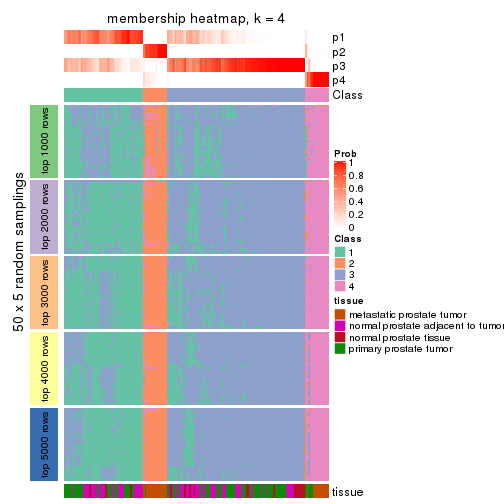 membership heatmap, k = 4
p1
p2
p3
p4
Class
50 x 5 random samplings
top 1000 rows
top 2000 rows
top 3000 rows
top 4000 rows
top 5000 rows
tissue
Prob
1
0.8
0.6
0.4
0.2
0
Class
1
2
3
4
tissue
metastatic prostate tumor
normal prostate adjacent to tumor
normal prostate tissue
primary prostate tumor